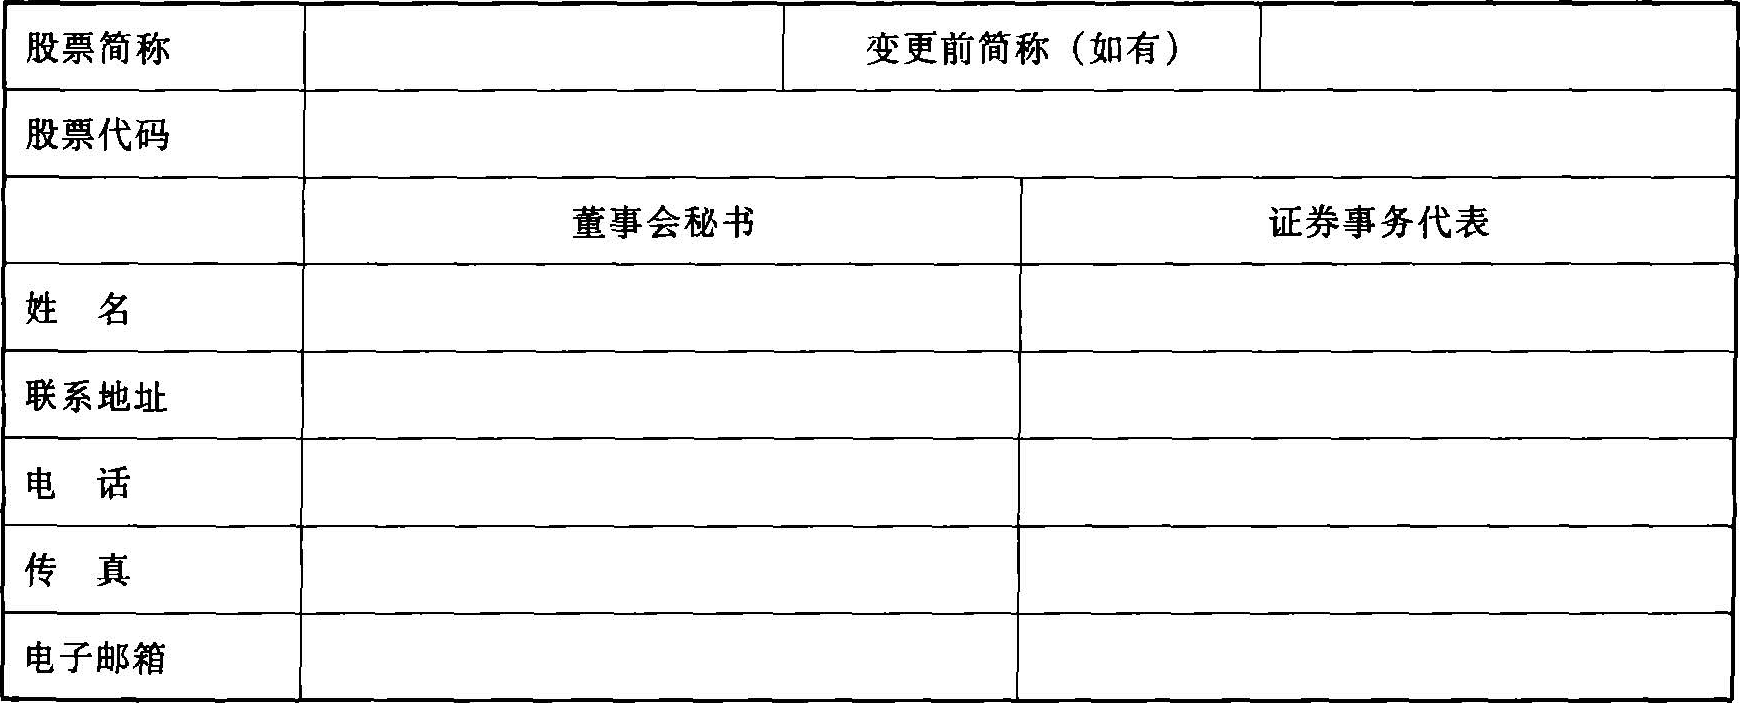 股票简称 变更前简称（如有）
股票代码
董事会秘书 证券事务代表
姓 名
联系地址
电 话
传 真
电子邮箱